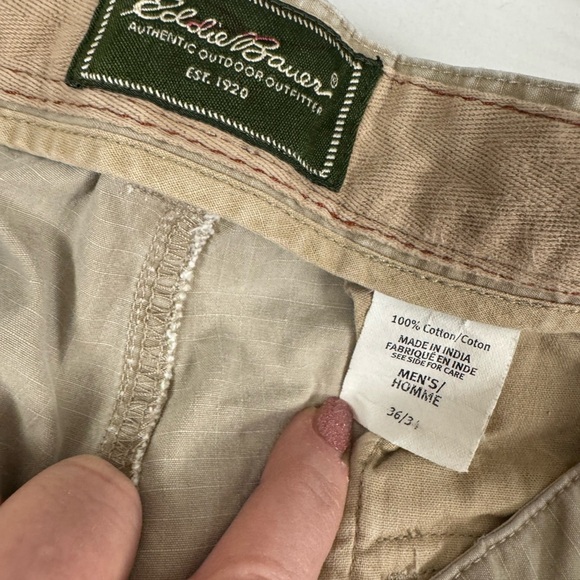 Eddie Bauer®
AUTHENTIC OUTDOOR OUTFITTER
EST. 1920
100% Cotton/Coton
MADE IN INDIA
FABRIQUÉ EN INDE
SEE SIDE FOR CARE
MEN'S/
HOMME
36/34